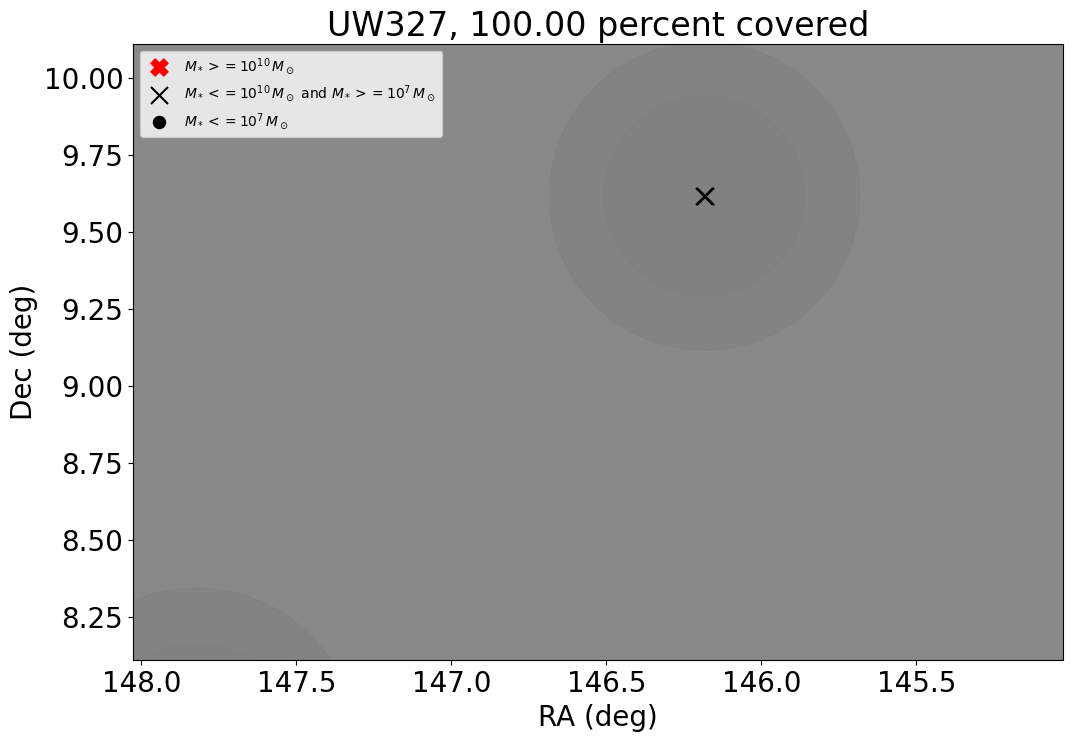 UW327, 100.00 percent covered
M* >= 10^10 M⊙
M* <= 10^10 M⊙ and M* >= 10^7 M⊙
M* <= 10^7 M⊙
10.00
9.75
9.50
9.25
9.00
8.75
8.50
8.25
Dec (deg)
148.0 147.5 147.0 146.5 146.0 145.5
RA (deg)